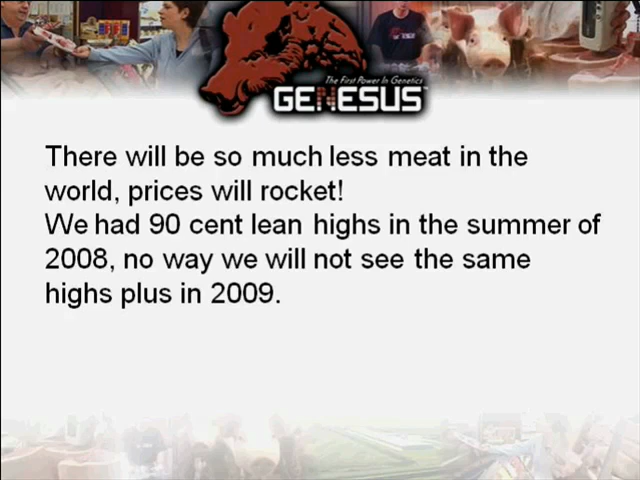 The First Power In Genetics
GENESUS™
There will be so much less meat in the
world, prices will rocket!
We had 90 cent lean highs in the summer of
2008, no way we will not see the same
highs plus in 2009.